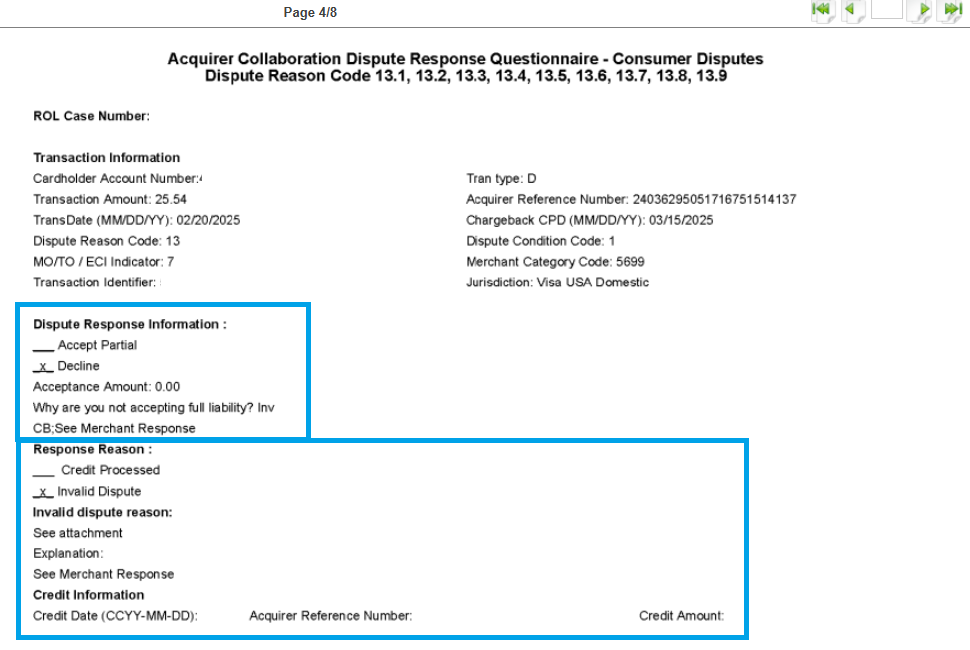 Page 4/8
Acquirer Collaboration Dispute Response Questionnaire - Consumer Disputes
Dispute Reason Code 13.1, 13.2, 13.3, 13.4, 13.5, 13.6, 13.7, 13.8, 13.9
ROL Case Number:
Transaction Information
Cardholder Account Number:
Tran type: D
Transaction Amount: 25.54
Acquirer Reference Number: 24036295051716751514137
TransDate (MM/DD/YY): 02/20/2025
Chargeback CPD (MM/DD/YY): 03/15/2025
Dispute Reason Code: 13
Dispute Condition Code: 1
MO/TO / ECI Indicator: 7
Merchant Category Code: 5699
Transaction Identifier:
Jurisdiction: Visa USA Domestic
Dispute Response Information :
___ Accept Partial
_x_ Decline
Acceptance Amount: 0.00
Why are you not accepting full liability? Inv
CB;See Merchant Response
Response Reason :
___ Credit Processed
_x_ Invalid Dispute
Invalid dispute reason:
See attachment
Explanation:
See Merchant Response
Credit Information
Credit Date (CCYY-MM-DD): Acquirer Reference Number: Credit Amount: